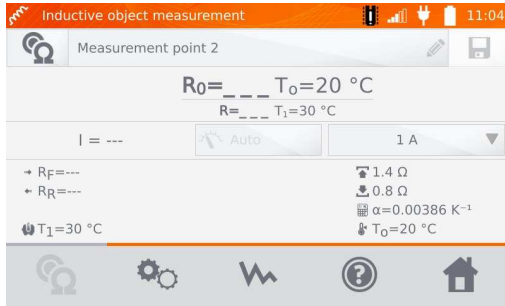 Inductive object measurement 11:04
Measurement point 2
R₀=_ _ _ T₀=20 °C
R=_ _ _ T₁=30 °C
I = --- Auto 1 A
→ RF=--- 1.4 Ω
← RR=--- 0.8 Ω
α=0.00386 K⁻¹
T₁=30 °C T₀=20 °C